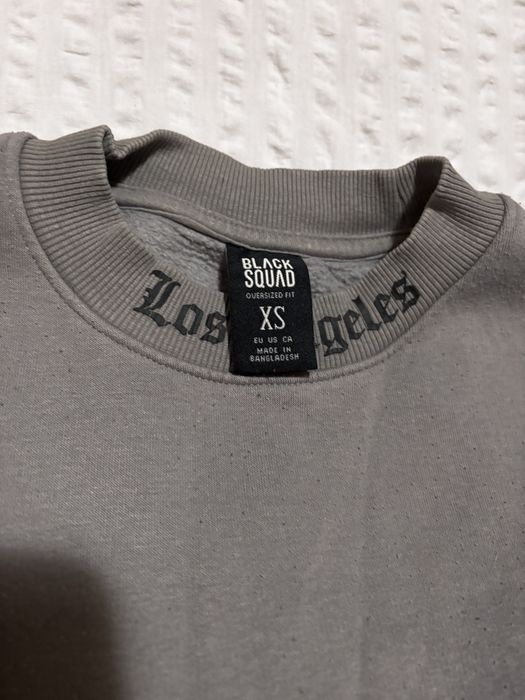 BLACK
SQUAD
OVERSIZED FIT
XS
EU US CA
MADE IN
BANGLADESH
Los geles